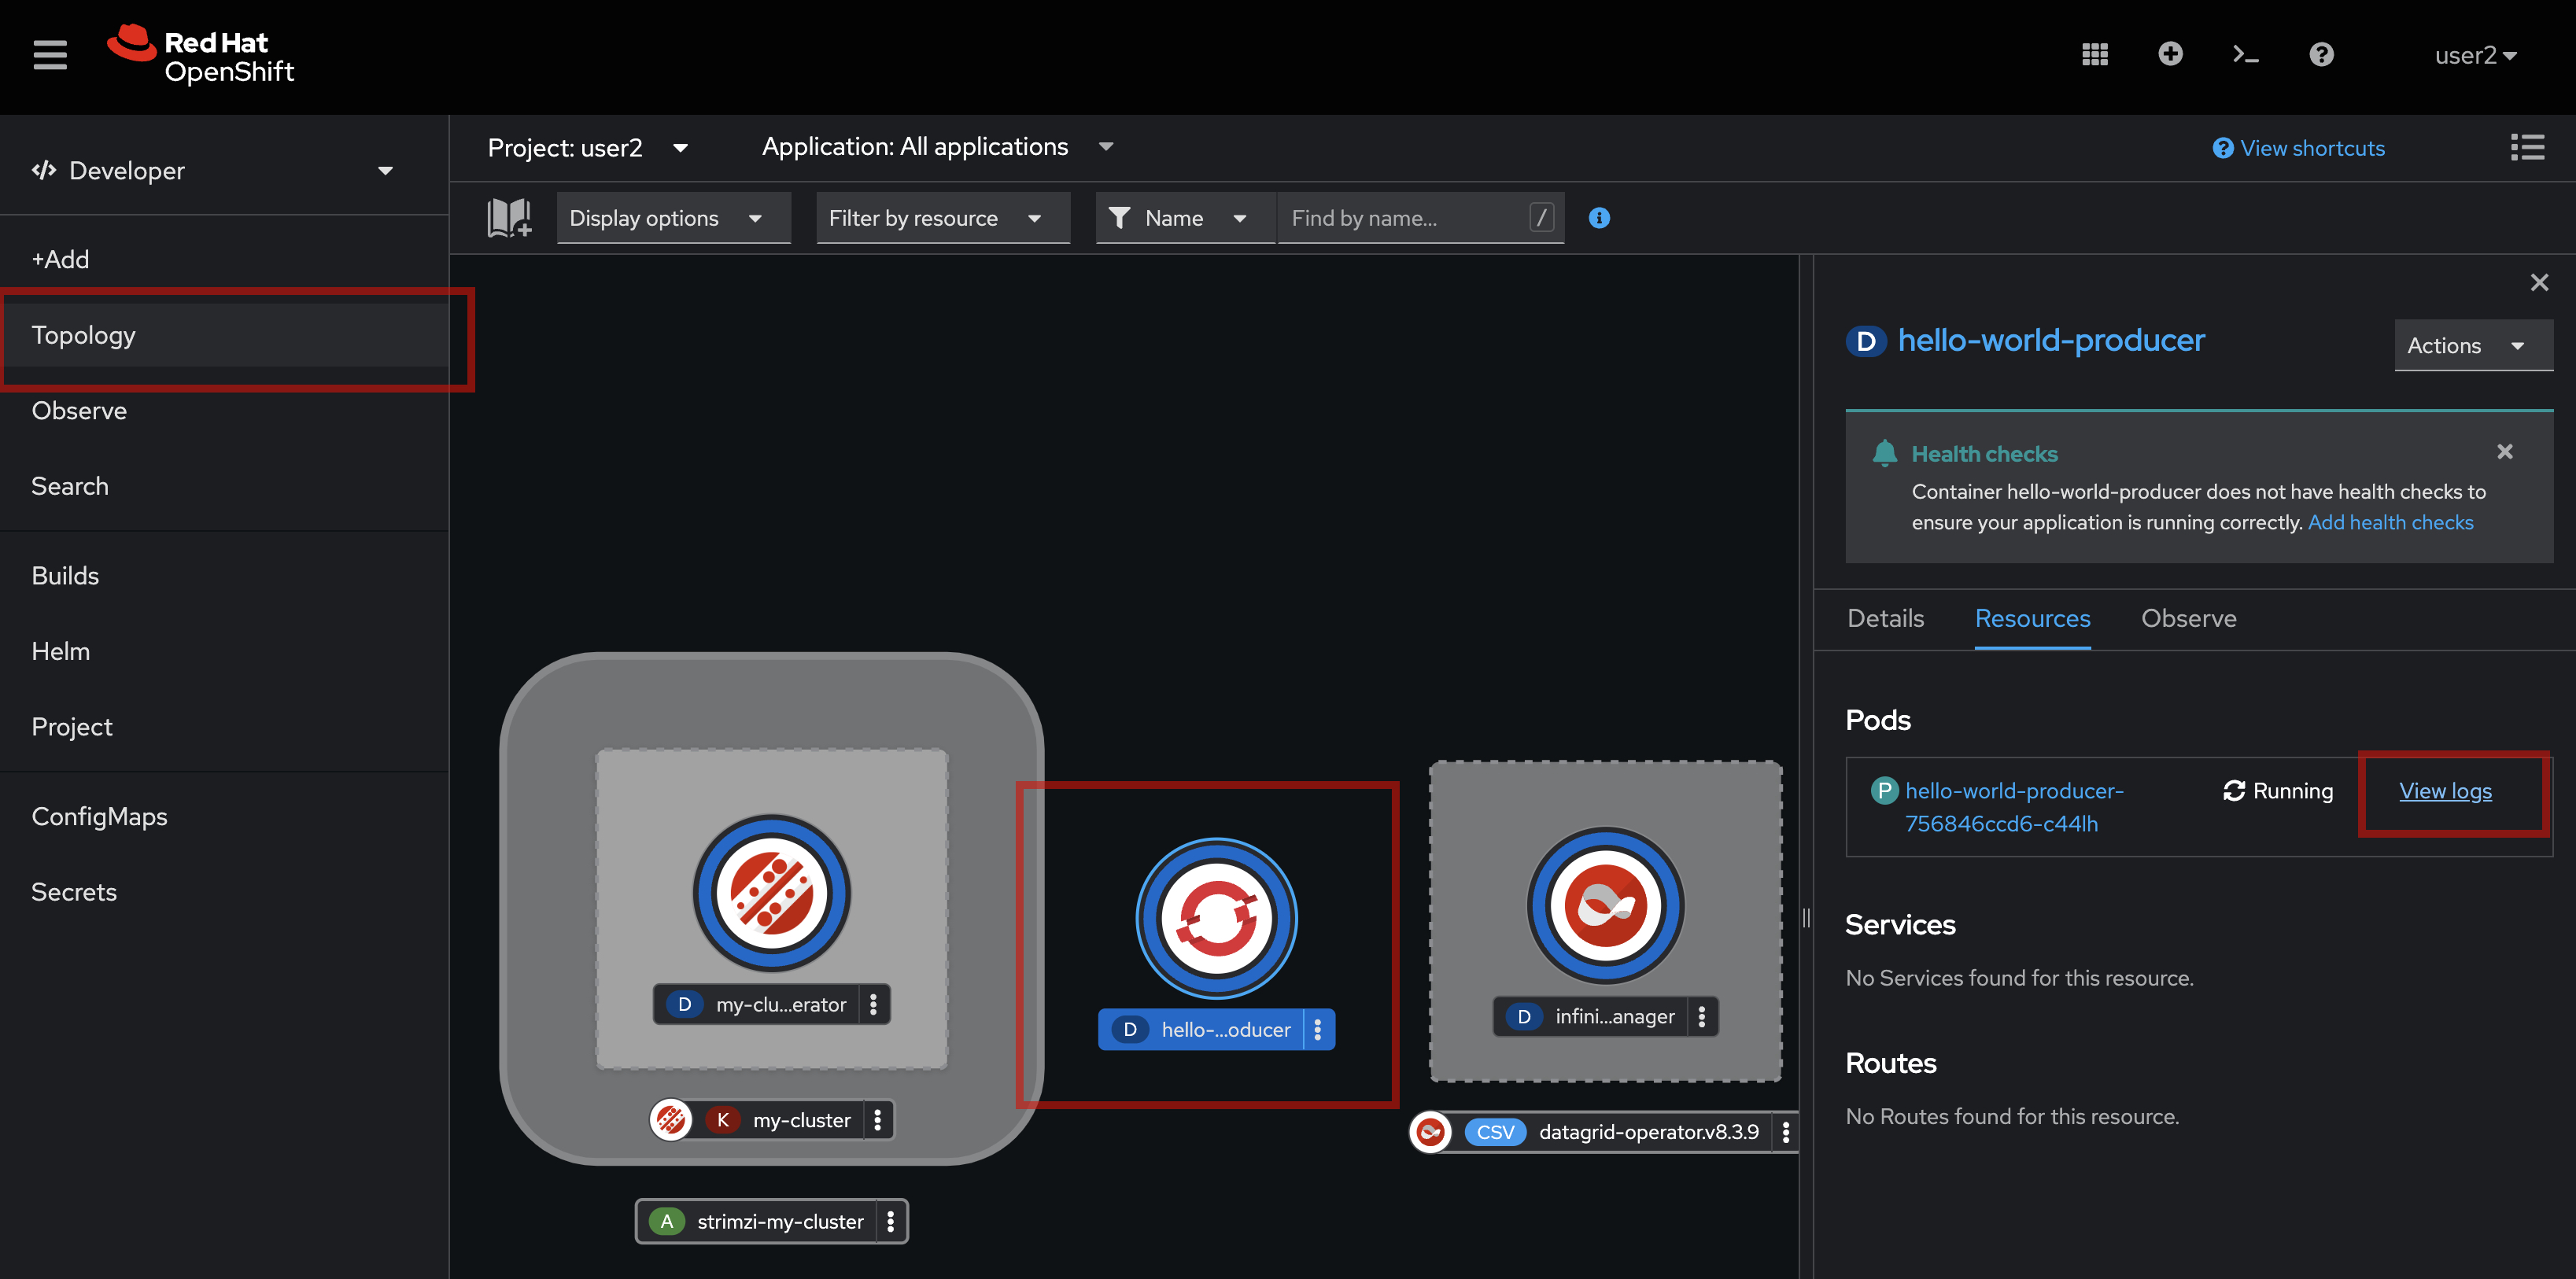 Red Hat
OpenShift
user2
Developer
+Add
Topology
Observe
Search
Builds
Helm
Project
ConfigMaps
Secrets
Project: user2
Application: All applications
View shortcuts
Display options
Filter by resource
Name
Find by name...
/
D my-clu...erator
K my-cluster
A strimzi-my-cluster
D hello-...oducer
D infini...anager
CSV datagrid-operator.v8.3.9
D hello-world-producer
Actions
Health checks
Container hello-world-producer does not have health checks to
ensure your application is running correctly. Add health checks
Details Resources Observe
Pods
P hello-world-producer-
756846ccd6-c44lh
Running
View logs
Services
No Services found for this resource.
Routes
No Routes found for this resource.